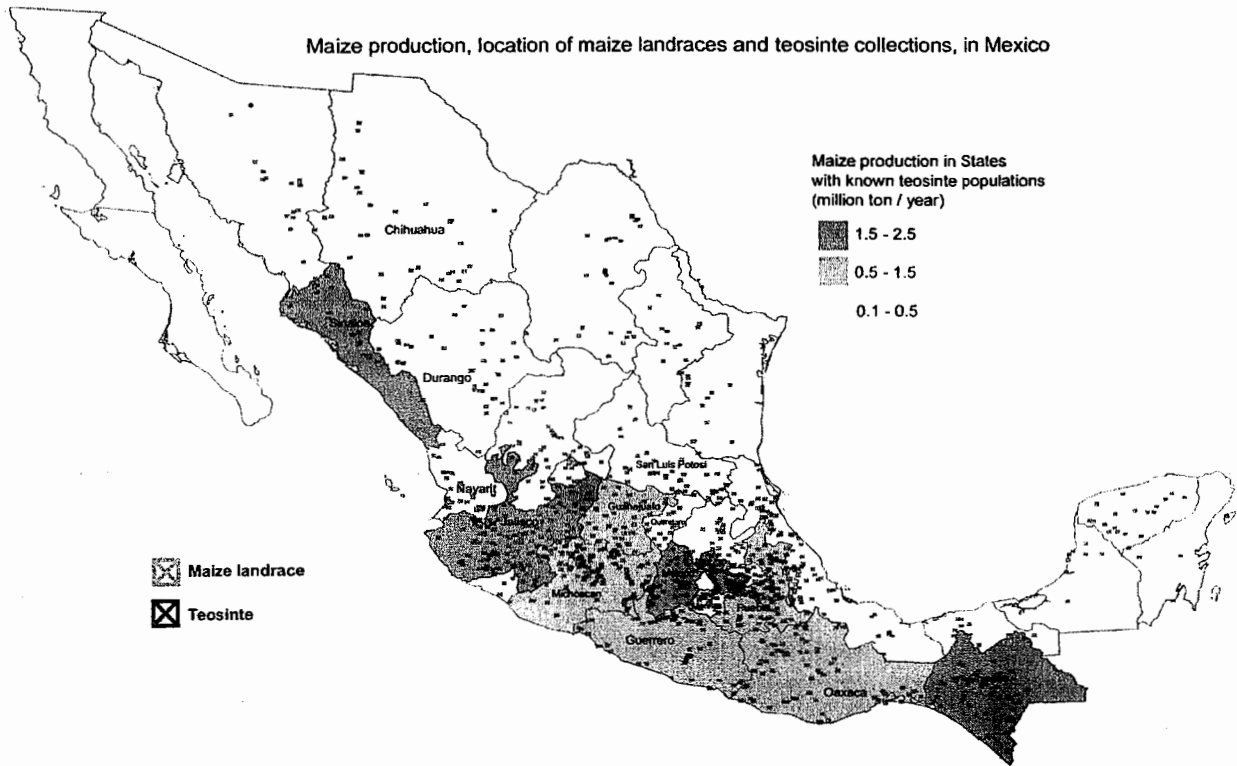 Maize production, location of maize landraces and teosinte collections, in Mexico
Maize production in States
with known teosinte populations
(million ton / year)
1.5 - 2.5
0.5 - 1.5
0.1 - 0.5
Chihuahua
Sinaloa
Durango
San Luis Potosi
Nayarit
Guanajuato
Jalisco
Queretaro
Michoacan
Puebla
Guerrero
Oaxaca
Maize landrace
Teosinte